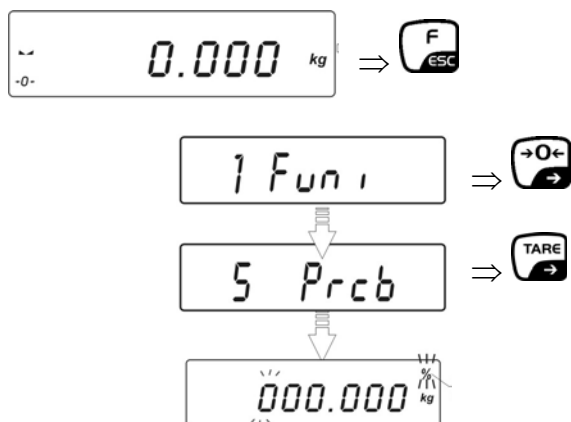 0.000 kg
-0-
⇒ F
ESC
1 Funi
⇒ →0←
→
5 Prcb
⇒ TARE
→
%
000.000 kg